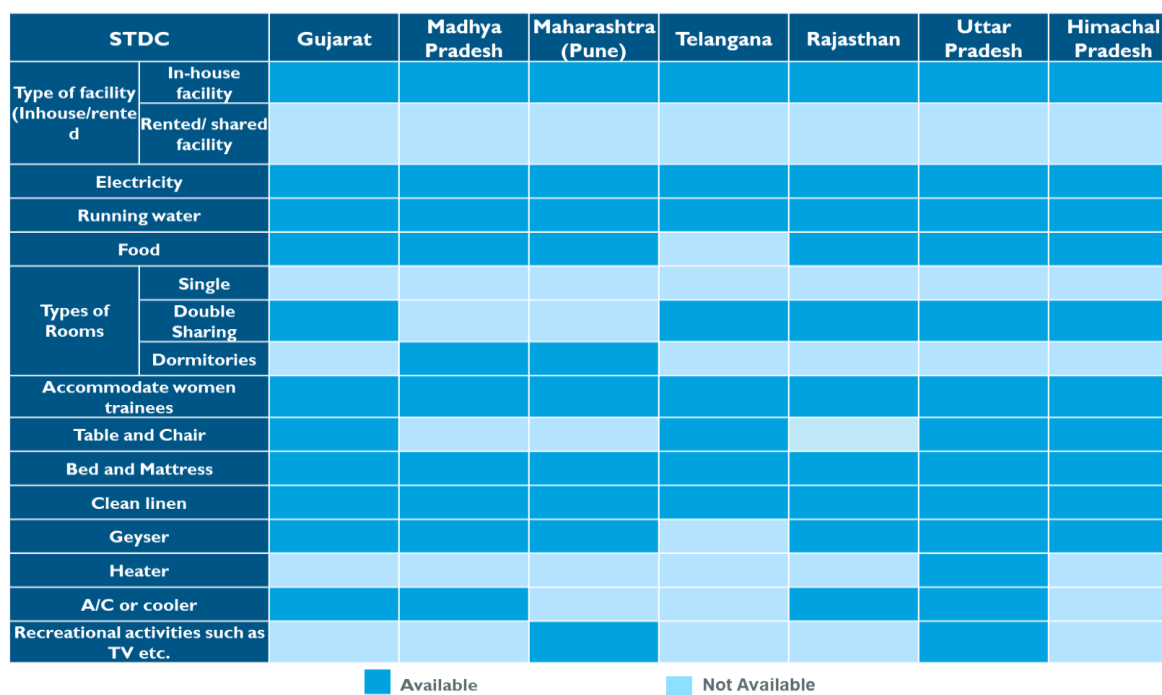 STDC
Gujarat
Madhya
Pradesh
Maharashtra
(Pune)
Telangana
Rajasthan
Uttar
Pradesh
Himachal
Pradesh
Type of facility
(Inhouse/rente
d
In-house
facility
Rented/ shared
facility
Electricity
Running water
Food
Types of
Rooms
Single
Double
Sharing
Dormitories
Accommodate women
trainees
Table and Chair
Bed and Mattress
Clean linen
Geyser
Heater
A/C or cooler
Recreational activities such as
TV etc.
Available
Not Available